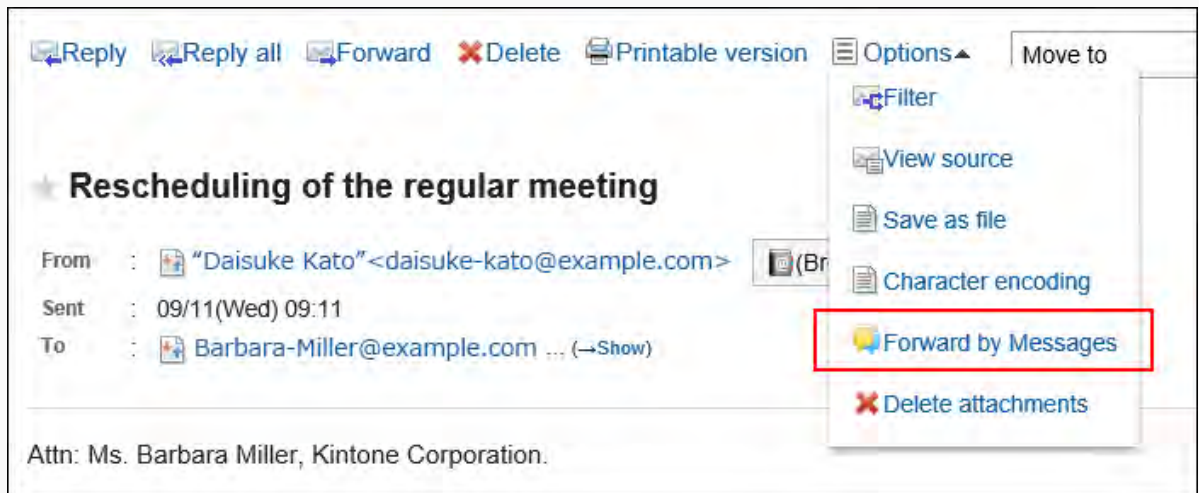 Reply Reply all Forward Delete Printable version Options▲ Move to
Filter
View source
Rescheduling of the regular meeting
Save as file
From : "Daisuke Kato"<daisuke-kato@example.com> (Br
Character encoding
Sent : 09/11(Wed) 09:11
To : Barbara-Miller@example.com ... (→Show)
Forward by Messages
Delete attachments
Attn: Ms. Barbara Miller, Kintone Corporation.